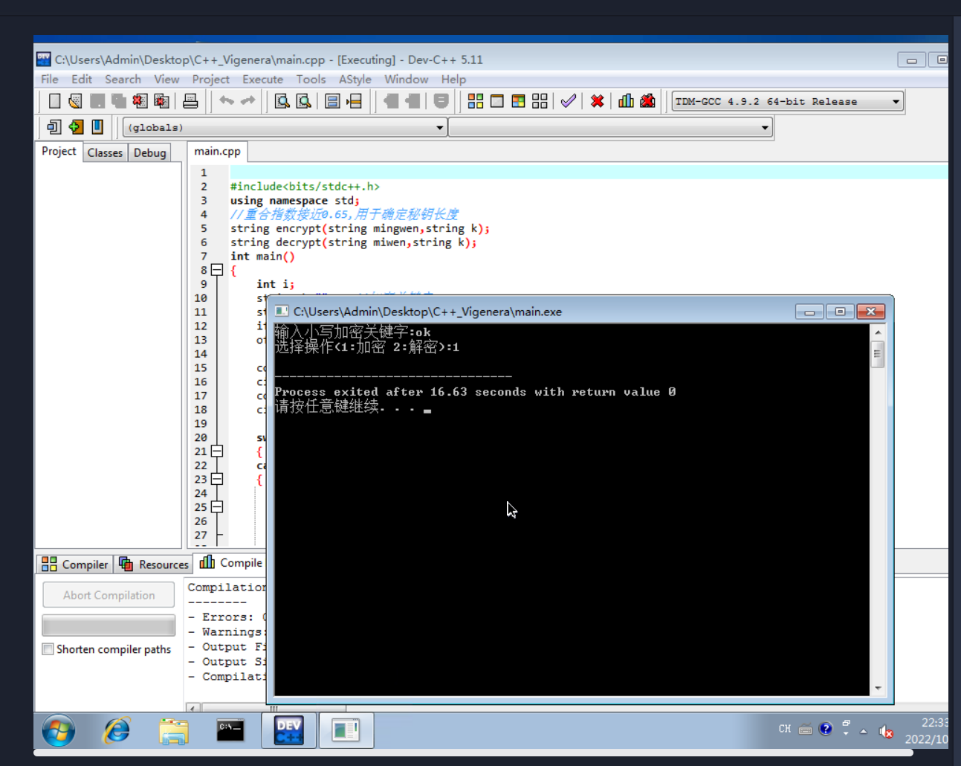 C:\Users\Admin\Desktop\C++_Vigenera\main.cpp - [Executing] - Dev-C++ 5.11
File Edit Search View Project Execute Tools AStyle Window Help
TDM-GCC 4.9.2 64-bit Release
(globals)
Project Classes Debug main.cpp
1
2 #include<bits/stdc++.h>
3 using namespace std;
4 //重合指数接近0.65,用于确定秘钥长度
5 string encrypt(string mingwen,string k);
6 string decrypt(string miwen,string k);
7 int main()
8 {
9 int i;
10
11
12
13
14
15
16
17
18
19
20
21 {
22
23 {
24
25
26
27
C:\Users\Admin\Desktop\C++_Vigenera\main.exe
输入小写加密关键字:ok
选择操作(1:加密 2:解密):1
--------------------------------
Process exited after 16.63 seconds with return value 0
请按任意键继续. . .
Compiler Resources Compile
Abort Compilation
Shorten compiler paths
Compilation
--------
- Errors:
- Warnings:
- Output
- Output
-
C:\.
DEV
C++
CH
22:33
2022/10